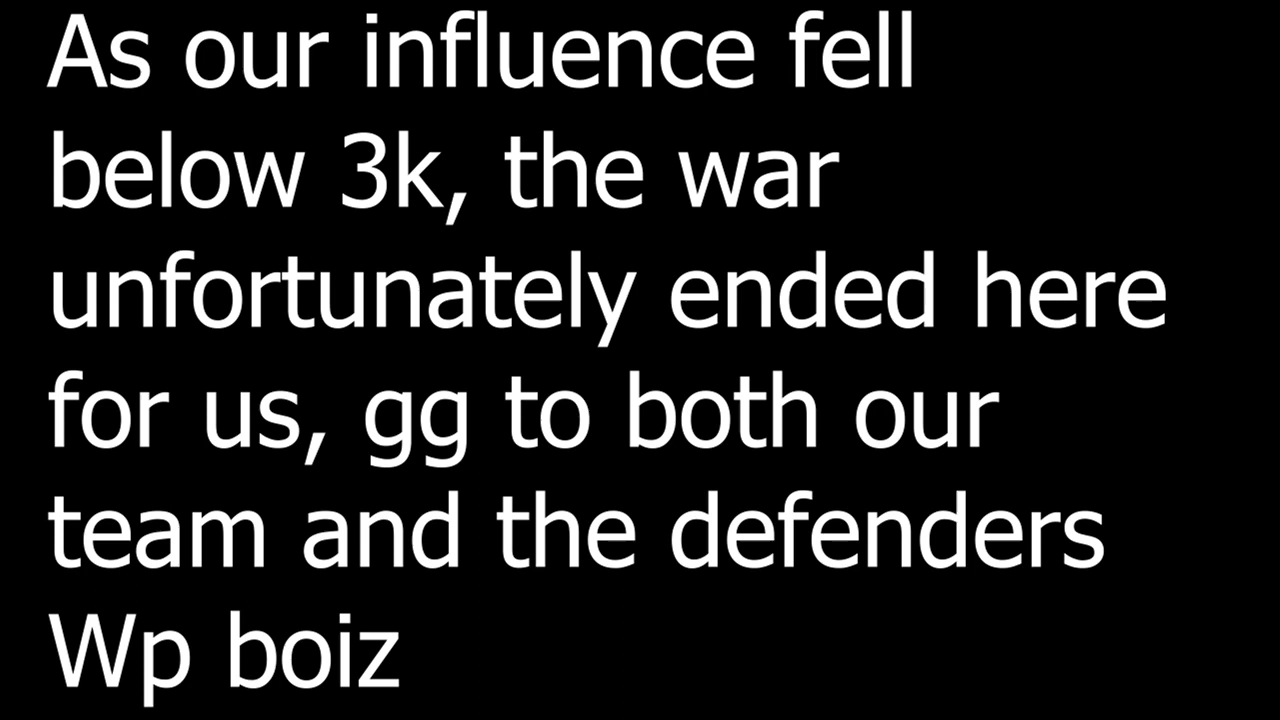 As our influence fell
below 3k, the war
unfortunately ended here
for us, gg to both our
team and the defenders
Wp boiz